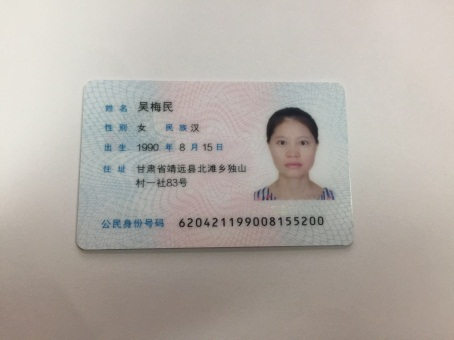 姓名 吴梅民
性别 女 民族 汉
出生 1990 年 8 月 15 日
住址 甘肃省靖远县北滩乡独山
村一社83号
公民身份号码 620421199008155200